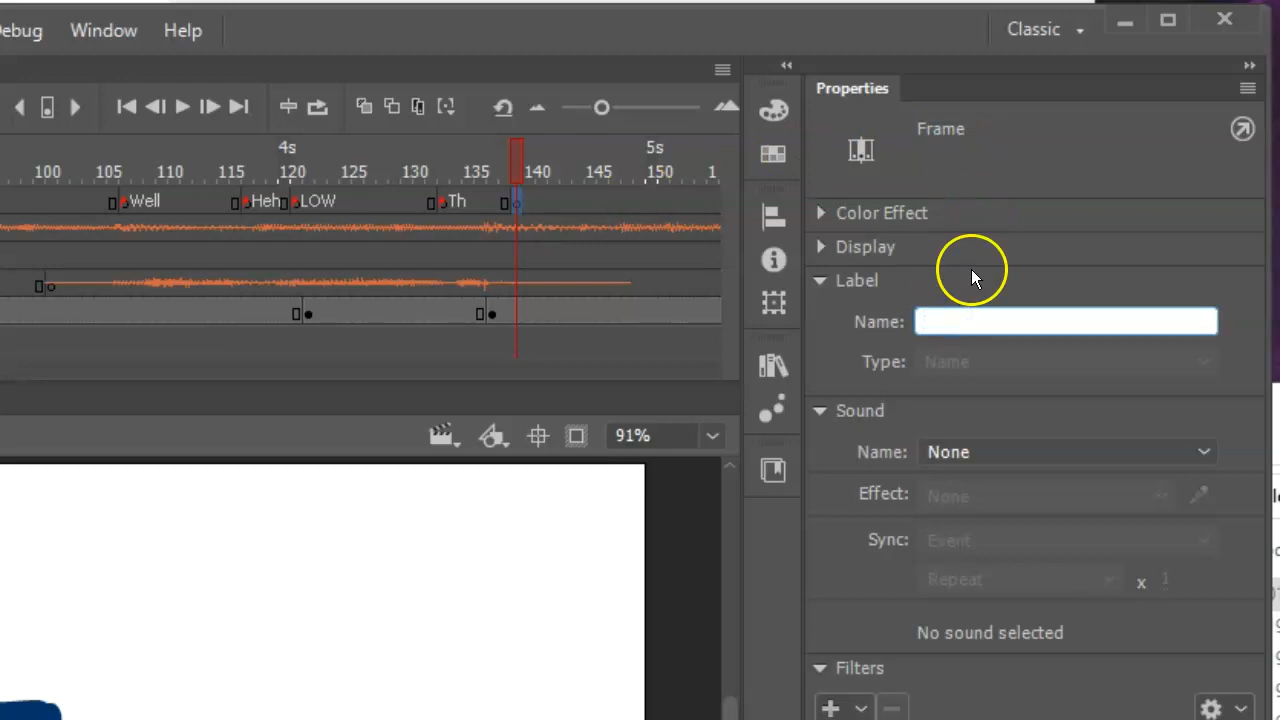 Debug Window Help Classic
Properties
Frame
4s 5s
100 105 110 115 120 125 130 135 140 145 150 1
Well Heh LOW Th
Color Effect
Display
Label
Name:
Type: Name
Sound
91%
Name: None
Effect: None
Sync: Event
Repeat x 1
No sound selected
Filters